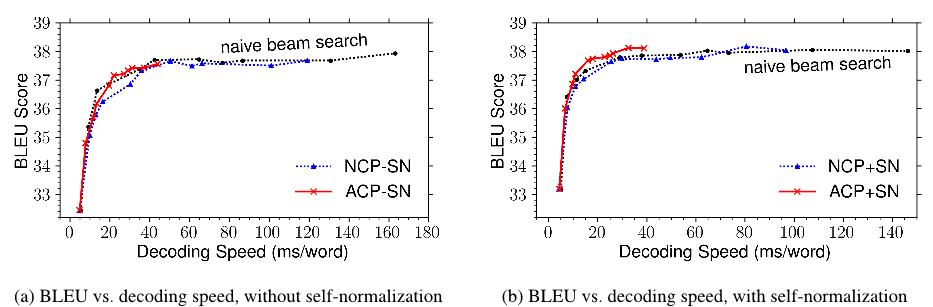 39
38
37
36
35
34
33
BLEU Score
naive beam search
NCP-SN
ACP-SN
0 20 40 60 80 100 120 140 160 180
Decoding Speed (ms/word)
(a) BLEU vs. decoding speed, without self-normalization
39
38
37
36
35
34
33
BLEU Score
naive beam search
NCP+SN
ACP+SN
0 20 40 60 80 100 120 140
Decoding Speed (ms/word)
(b) BLEU vs. decoding speed, with self-normalization